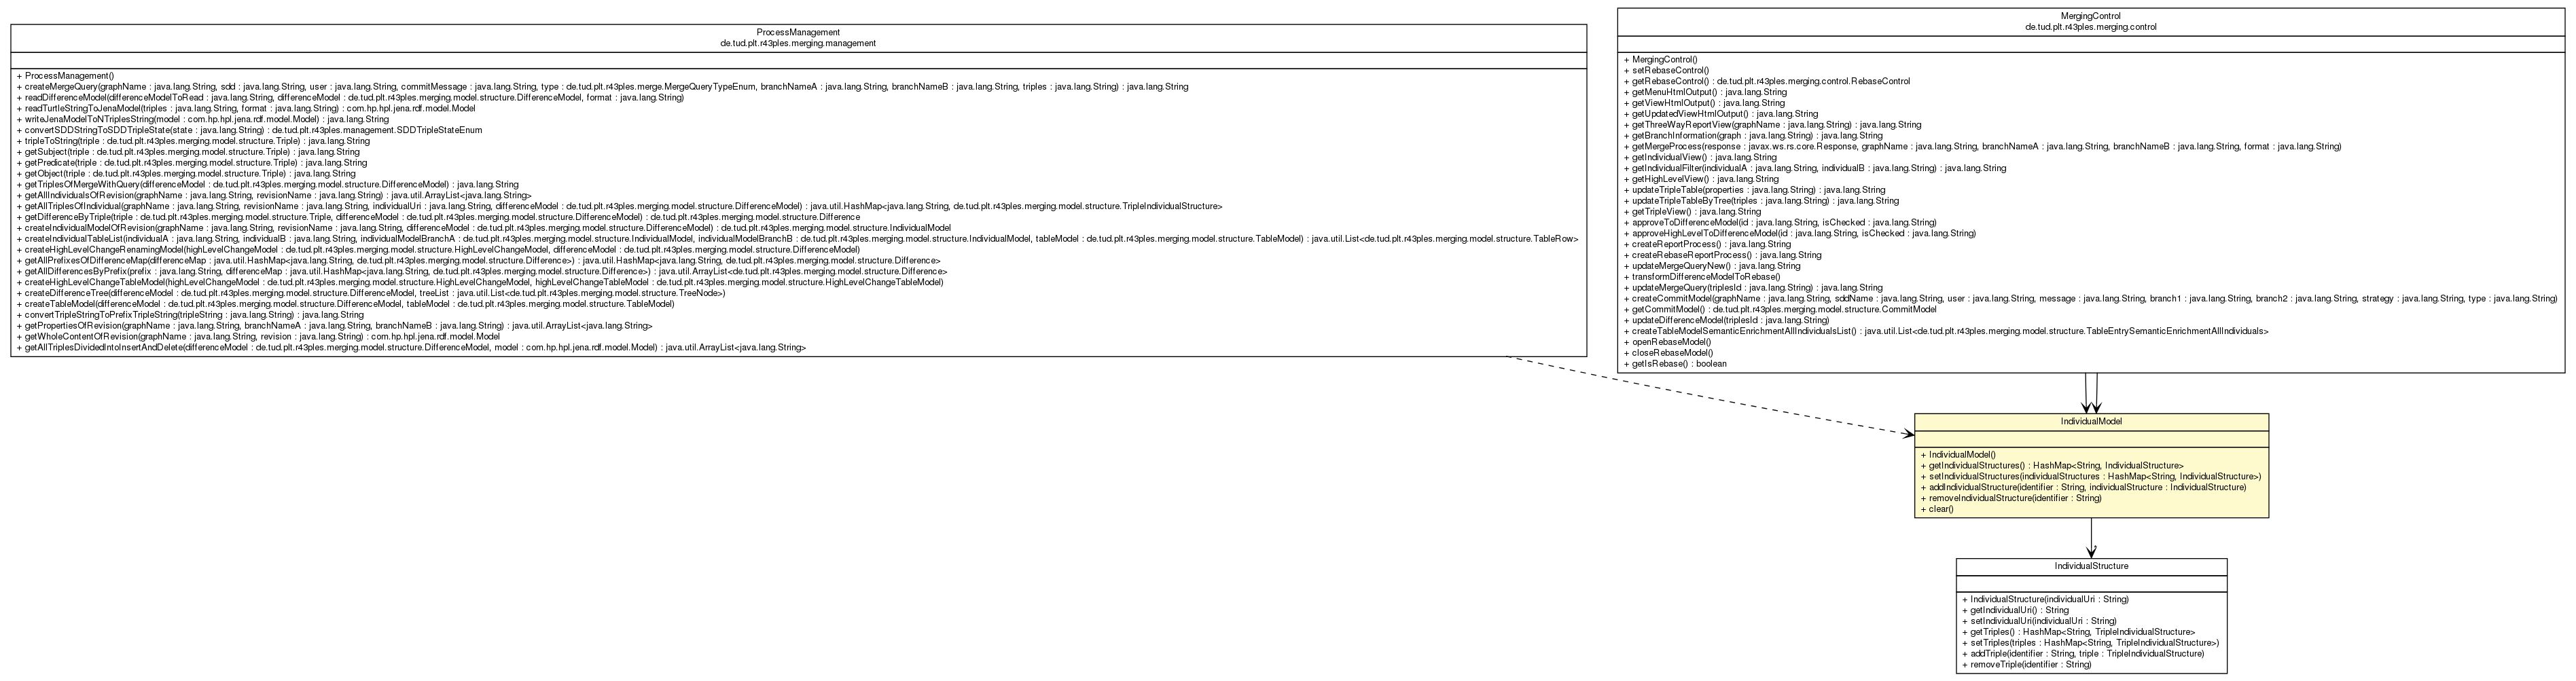 ProcessManagement
de.tud.plt.r43ples.merging.management
+ ProcessManagement()
+ createMergeQuery(graphName : java.lang.String, sdd : java.lang.String, user : java.lang.String, commitMessage : java.lang.String, type : de.tud.plt.r43ples.merge.MergeQueryTypeEnum, branchNameA : java.lang.String, branchNameB : java.lang.String, triples : java.lang.String) : java.lang.String
+ readDifferenceModel(differenceModelToRead : java.lang.String, differenceModel : de.tud.plt.r43ples.merging.model.structure.DifferenceModel, format : java.lang.String)
+ readTurtleStringToJenaModel(triples : java.lang.String, format : java.lang.String) : com.hp.hpl.jena.rdf.model.Model
+ writeJenaModelToNTriplesString(model : com.hp.hpl.jena.rdf.model.Model) : java.lang.String
+ convertSDDStringToSDDTripleState(state : java.lang.String) : de.tud.plt.r43ples.management.SDDTripleStateEnum
+ tripleToString(triple : de.tud.plt.r43ples.merging.model.structure.Triple) : java.lang.String
+ getSubject(triple : de.tud.plt.r43ples.merging.model.structure.Triple) : java.lang.String
+ getPredicate(triple : de.tud.plt.r43ples.merging.model.structure.Triple) : java.lang.String
+ getObject(triple : de.tud.plt.r43ples.merging.model.structure.Triple) : java.lang.String
+ getTriplesOfMergeWithQuery(differenceModel : de.tud.plt.r43ples.merging.model.structure.DifferenceModel) : java.lang.String
+ getAllIndividualsOfRevision(graphName : java.lang.String, revisionName : java.lang.String) : java.util.ArrayList<java.lang.String>
+ getAllTriplesOfIndividual(graphName : java.lang.String, revisionName : java.lang.String, individualUri : java.lang.String, differenceModel : de.tud.plt.r43ples.merging.model.structure.DifferenceModel) : java.util.HashMap<java.lang.String, de.tud.plt.r43ples.merging.model.structure.TripleIndividualStructure>
+ getDifferenceByTriple(triple : de.tud.plt.r43ples.merging.model.structure.Triple, differenceModel : de.tud.plt.r43ples.merging.model.structure.DifferenceModel) : de.tud.plt.r43ples.merging.model.structure.Difference
+ createIndividualModelOfRevision(graphName : java.lang.String, revisionName : java.lang.String, differenceModel : de.tud.plt.r43ples.merging.model.structure.DifferenceModel) : de.tud.plt.r43ples.merging.model.structure.IndividualModel
+ createIndividualTableList(individualA : java.lang.String, individualB : java.lang.String, individualModelBranchA : de.tud.plt.r43ples.merging.model.structure.IndividualModel, individualModelBranchB : de.tud.plt.r43ples.merging.model.structure.IndividualModel, tableModel : de.tud.plt.r43ples.merging.model.structure.TableModel) : java.util.List<de.tud.plt.r43ples.merging.model.structure.TableRow>
+ createHighLevelChangeRenamingModel(highLevelChangeModel : de.tud.plt.r43ples.merging.model.structure.HighLevelChangeModel, differenceModel : de.tud.plt.r43ples.merging.model.structure.DifferenceModel)
+ getAllPrefixesOfDifferenceMap(differenceMap : java.util.HashMap<java.lang.String, de.tud.plt.r43ples.merging.model.structure.Difference>) : java.util.HashMap<java.lang.String, de.tud.plt.r43ples.merging.model.structure.Difference>
+ getAllDifferencesByPrefix(prefix : java.lang.String, differenceMap : java.util.HashMap<java.lang.String, de.tud.plt.r43ples.merging.model.structure.Difference>) : java.util.ArrayList<de.tud.plt.r43ples.merging.model.structure.Difference>
+ createHighLevelChangeTableModel(highLevelChangeModel : de.tud.plt.r43ples.merging.model.structure.HighLevelChangeModel, highLevelChangeTableModel : de.tud.plt.r43ples.merging.model.structure.HighLevelChangeTableModel)
+ createDifferenceTree(differenceModel : de.tud.plt.r43ples.merging.model.structure.DifferenceModel, treeList : java.util.List<de.tud.plt.r43ples.merging.model.structure.TreeNode>)
+ createTableModel(differenceModel : de.tud.plt.r43ples.merging.model.structure.DifferenceModel, tableModel : de.tud.plt.r43ples.merging.model.structure.TableModel)
+ convertTripleStringToPrefixTripleString(tripleString : java.lang.String) : java.lang.String
+ getPropertiesOfRevision(graphName : java.lang.String, branchNameA : java.lang.String, branchNameB : java.lang.String) : java.util.ArrayList<java.lang.String>
+ getWholeContentOfRevision(graphName : java.lang.String, revision : java.lang.String) : com.hp.hpl.jena.rdf.model.Model
+ getAllTriplesDividedIntoInsertAndDelete(differenceModel : de.tud.plt.r43ples.merging.model.structure.DifferenceModel, model : com.hp.hpl.jena.rdf.model.Model) : java.util.ArrayList<java.lang.String>
MergingControl
de.tud.plt.r43ples.merging.control
+ MergingControl()
+ setRebaseControl()
+ getRebaseControl() : de.tud.plt.r43ples.merging.control.RebaseControl
+ getMenuHtmlOutput() : java.lang.String
+ getViewHtmlOutput() : java.lang.String
+ getUpdatedViewHtmlOutput() : java.lang.String
+ getThreeWayReportView(graphName : java.lang.String) : java.lang.String
+ getBranchInformation(graph : java.lang.String) : java.lang.String
+ getMergeProcess(response : javax.ws.rs.core.Response, graphName : java.lang.String, branchNameA : java.lang.String, branchNameB : java.lang.String, format : java.lang.String)
+ getIndividualView() : java.lang.String
+ getIndividualFilter(individualA : java.lang.String, individualB : java.lang.String) : java.lang.String
+ getHighLevelView() : java.lang.String
+ updateTripleTable(properties : java.lang.String) : java.lang.String
+ updateTripleTableByTree(triples : java.lang.String) : java.lang.String
+ getTripleView() : java.lang.String
+ approveToDifferenceModel(id : java.lang.String, isChecked : java.lang.String)
+ approveHighLevelToDifferenceModel(id : java.lang.String, isChecked : java.lang.String)
+ createReportProcess() : java.lang.String
+ createRebaseReportProcess() : java.lang.String
+ updateMergeQueryNew() : java.lang.String
+ transformDifferenceModelToRebase()
+ updateMergeQuery(triplesId : java.lang.String) : java.lang.String
+ createCommitModel(graphName : java.lang.String, sddName : java.lang.String, user : java.lang.String, message : java.lang.String, branch1 : java.lang.String, branch2 : java.lang.String, strategy : java.lang.String, type : java.lang.String)
+ getCommitModel() : de.tud.plt.r43ples.merging.model.structure.CommitModel
+ updateDifferenceModel(triplesId : java.lang.String)
+ createTableModelSemanticEnrichmentAllIndividualsList() : java.util.List<de.tud.plt.r43ples.merging.model.structure.TableEntrySemanticEnrichmentAllIndividuals>
+ openRebaseModel()
+ closeRebaseModel()
+ getIsRebase() : boolean
IndividualModel
+ IndividualModel()
+ getIndividualStructures() : HashMap<String, IndividualStructure>
+ setIndividualStructures(individualStructures : HashMap<String, IndividualStructure>)
+ addIndividualStructure(identifier : String, individualStructure : IndividualStructure)
+ removeIndividualStructure(identifier : String)
+ clear()
*
IndividualStructure
+ IndividualStructure(individualUri : String)
+ getIndividualUri() : String
+ setIndividualUri(individualUri : String)
+ getTriples() : HashMap<String, TripleIndividualStructure>
+ setTriples(triples : HashMap<String, TripleIndividualStructure>)
+ addTriple(identifier : String, triple : TripleIndividualStructure)
+ removeTriple(identifier : String)